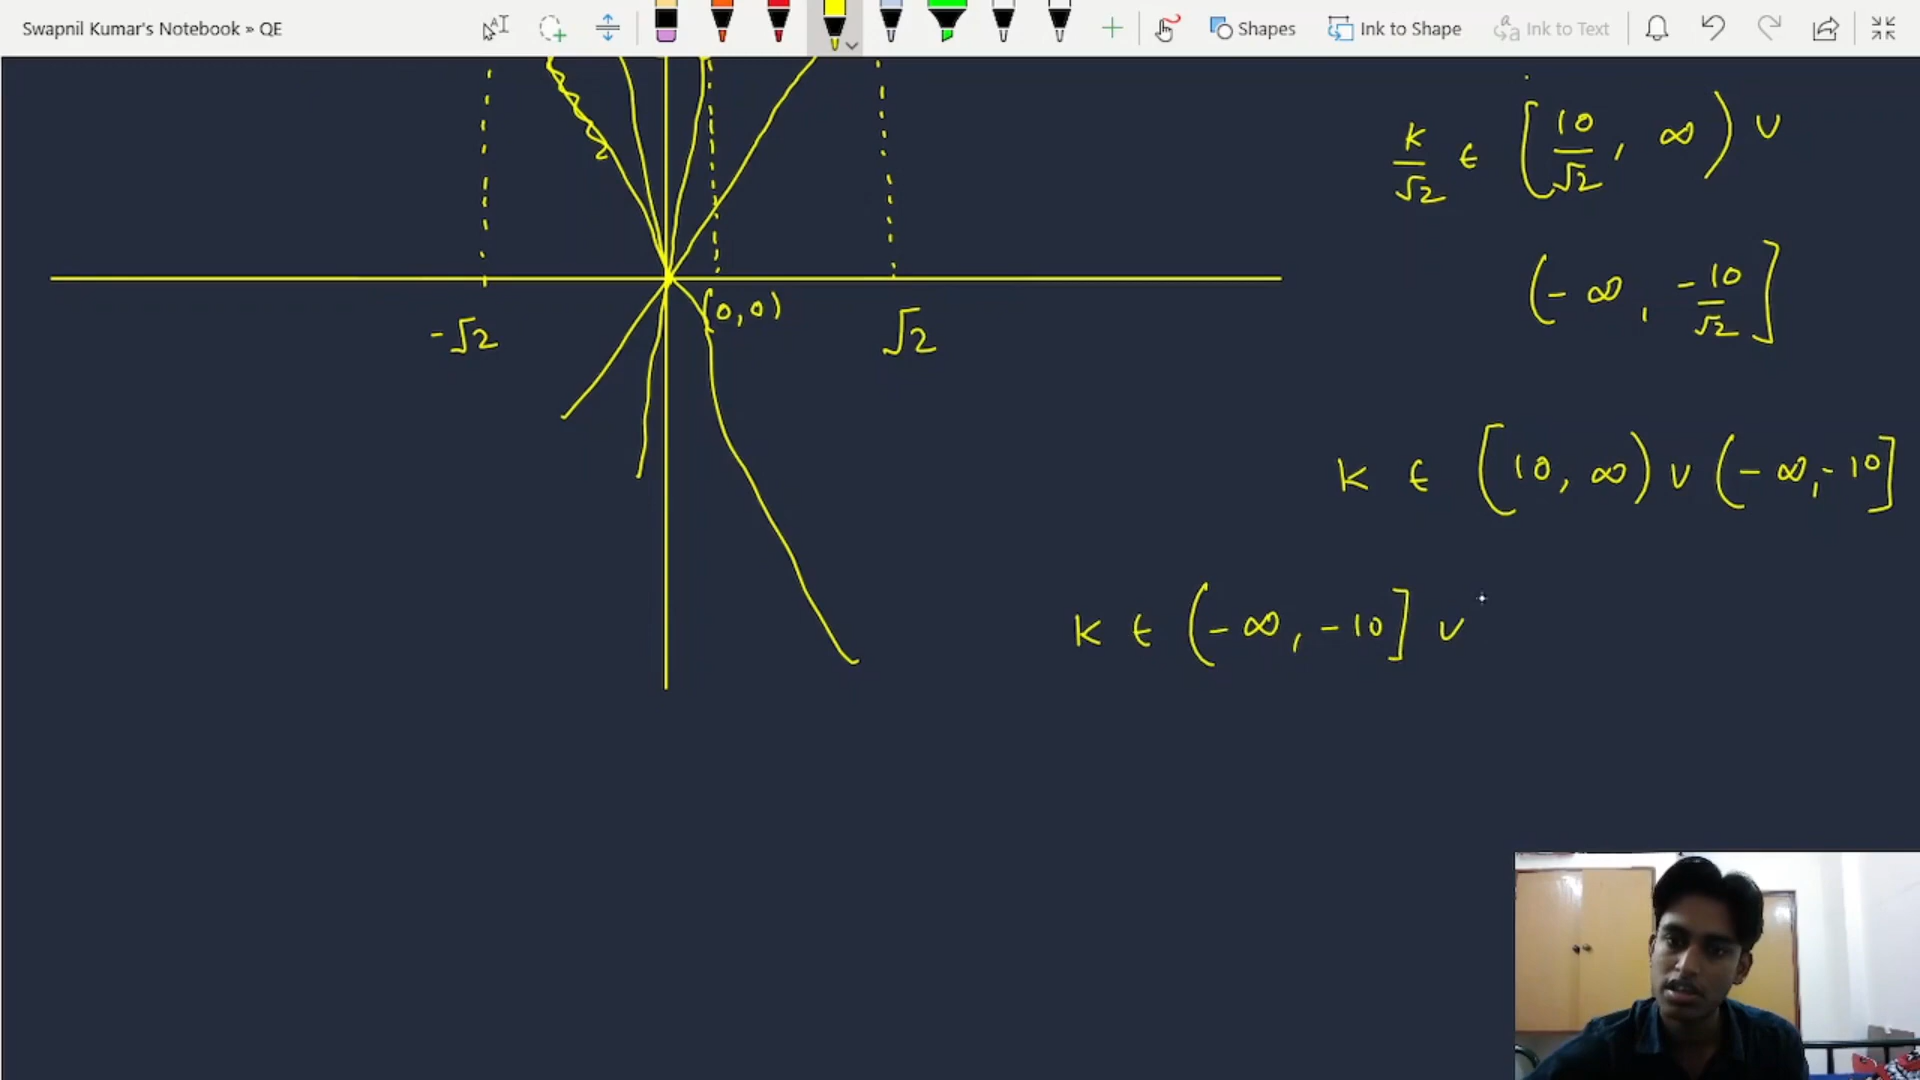 Swapnil Kumar's Notebook » QE
Shapes
Ink to Shape
Ink to Text
K/√2 ∈ [10/√2, ∞) ∪
(-∞, -10/√2]
(0,0)
-√2
√2
K ∈ [10, ∞) ∪ (-∞, -10]
K ∈ (-∞, -10] ∪